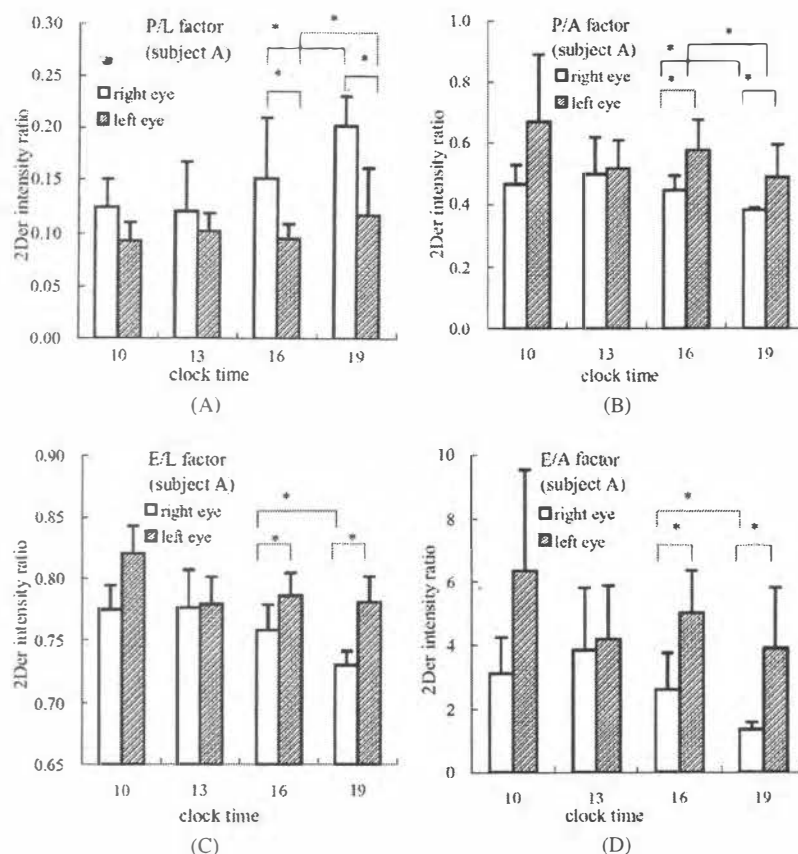 P/L factor
(subject A)
*
*
*
*
*
right eye
left eye
2Der intensity ratio
0.30
0.25
0.20
0.15
0.10
0.05
0.00
10
13
16
19
clock time
(A)
P/A factor
(subject A)
*
*
*
*
right eye
left eye
2Der intensity ratio
1.0
0.8
0.6
0.4
0.2
0.0
10
13
16
19
clock time
(B)
E/L factor
(subject A)
*
*
*
right eye
left eye
2Der intensity ratio
0.90
0.85
0.80
0.75
0.70
0.65
10
13
16
19
clock time
(C)
E/A factor
(subject A)
*
*
*
right eye
left eye
2Der intensity ratio
10
8
6
4
2
0
10
13
16
19
clock time
(D)